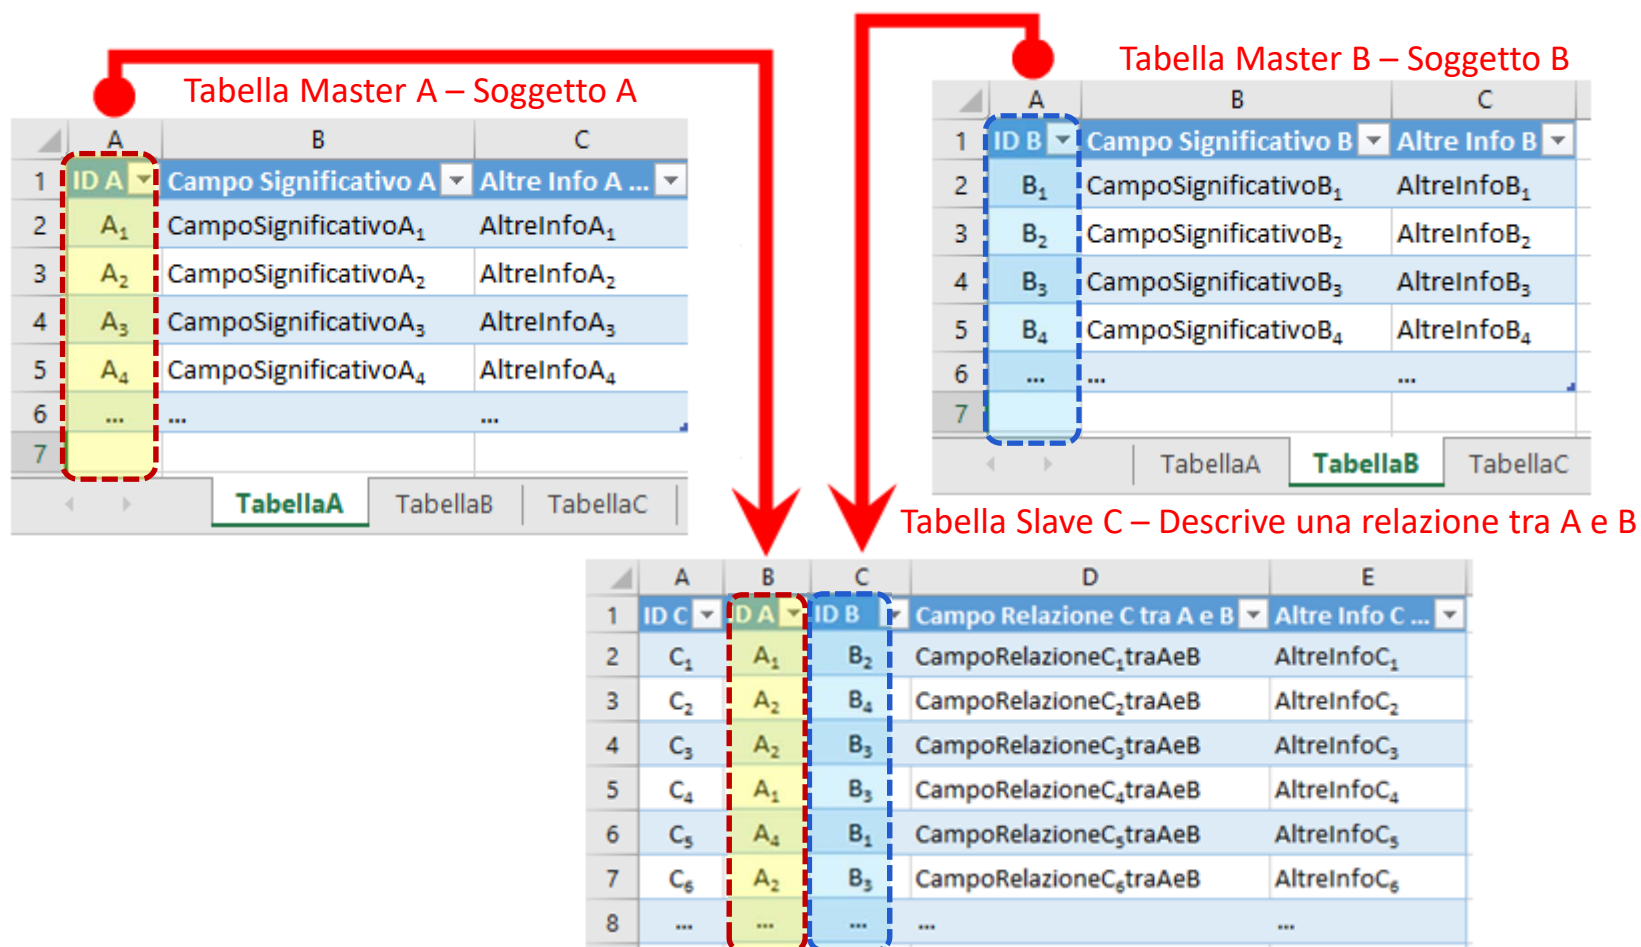 Tabella Master A – Soggetto A
A B C
1 ID A Campo Significativo A Altre Info A ...
2 A₁ CampoSignificativoA₁ AltreInfoA₁
3 A₂ CampoSignificativoA₂ AltreInfoA₂
4 A₃ CampoSignificativoA₃ AltreInfoA₃
5 A₄ CampoSignificativoA₄ AltreInfoA₄
6 ... ... ...
7
TabellaA TabellaB TabellaC
Tabella Master B – Soggetto B
A B C
1 ID B Campo Significativo B Altre Info B
2 B₁ CampoSignificativoB₁ AltreInfoB₁
3 B₂ CampoSignificativoB₂ AltreInfoB₂
4 B₃ CampoSignificativoB₃ AltreInfoB₃
5 B₄ CampoSignificativoB₄ AltreInfoB₄
6 ... ... ...
7
TabellaA TabellaB TabellaC
Tabella Slave C – Descrive una relazione tra A e B
A B C D E
1 ID C ID A ID B Campo Relazione C tra A e B Altre Info C ...
2 C₁ A₁ B₂ CampoRelazioneC₁traAeB AltreInfoC₁
3 C₂ A₂ B₄ CampoRelazioneC₂traAeB AltreInfoC₂
4 C₃ A₂ B₃ CampoRelazioneC₃traAeB AltreInfoC₃
5 C₄ A₁ B₃ CampoRelazioneC₄traAeB AltreInfoC₄
6 C₅ A₄ B₁ CampoRelazioneC₅traAeB AltreInfoC₅
7 C₆ A₂ B₃ CampoRelazioneC₆traAeB AltreInfoC₆
8 ... ... ... ... ...